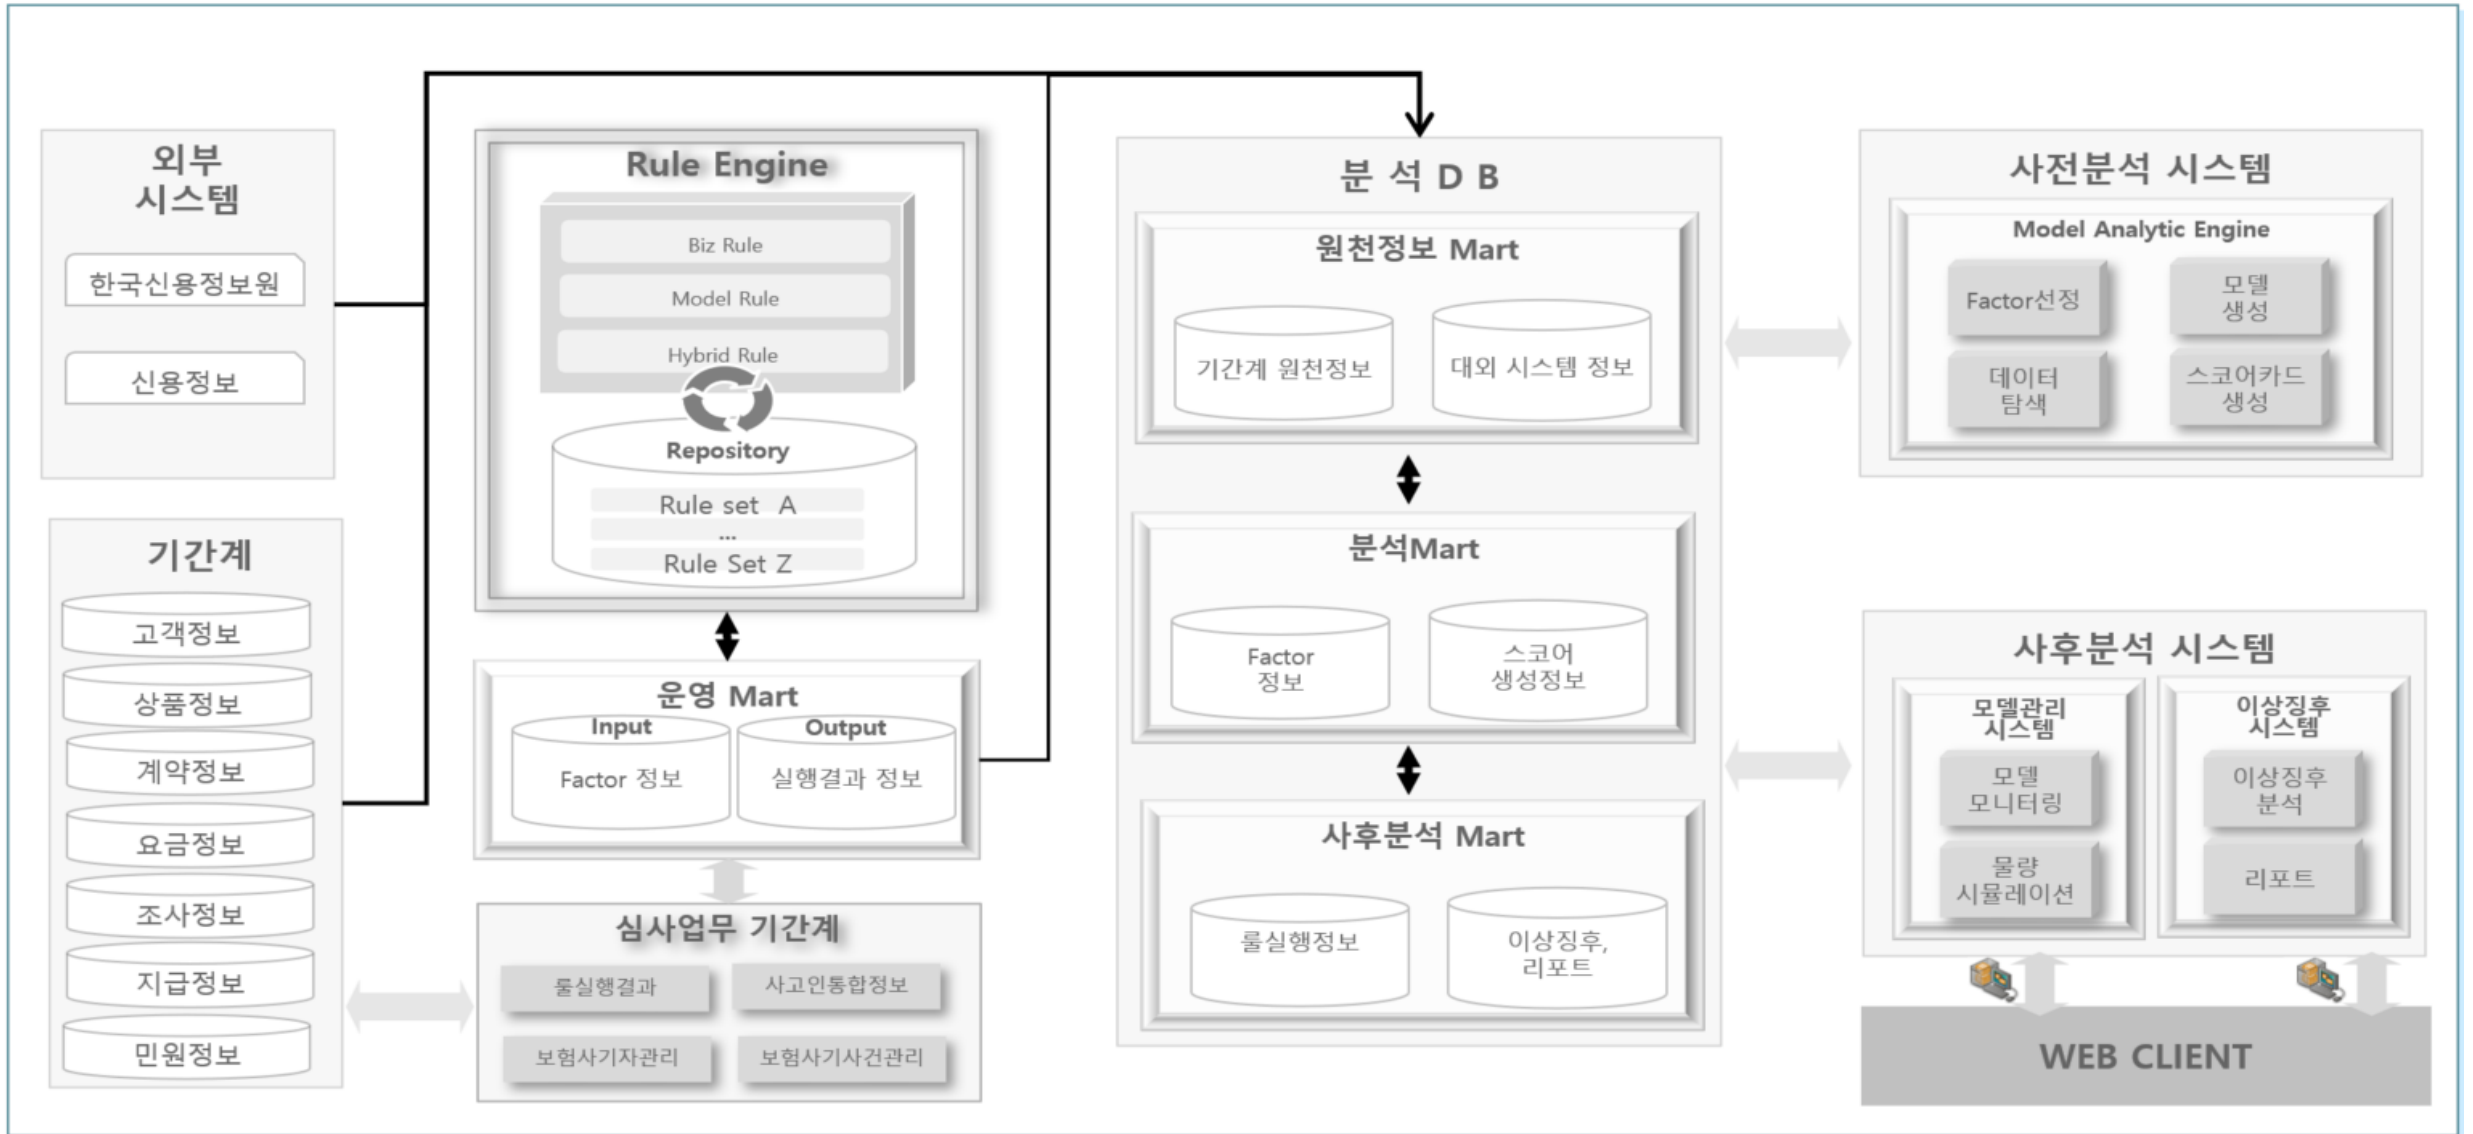 외부
시스템
한국신용정보원
신용정보
기간계
고객정보
상품정보
계약정보
요금정보
조사정보
지급정보
민원정보
Rule Engine
Biz Rule
Model Rule
Hybrid Rule
Repository
Rule set A
...
Rule Set Z
운영 Mart
Input
Factor 정보
Output
실행결과 정보
심사업무 기간계
룰실행결과
사고인통합정보
보험사기자관리
보험사기사건관리
분 석 D B
원천정보 Mart
기간계 원천정보
대외 시스템 정보
분석Mart
Factor
정보
스코어
생성정보
사후분석 Mart
룰실행정보
이상징후,
리포트
사전분석 시스템
Model Analytic Engine
Factor선정
모델
생성
데이터
탐색
스코어카드
생성
사후분석 시스템
모델관리
시스템
모델
모니터링
물량
시뮬레이션
이상징후
시스템
이상징후
분석
리포트
WEB CLIENT